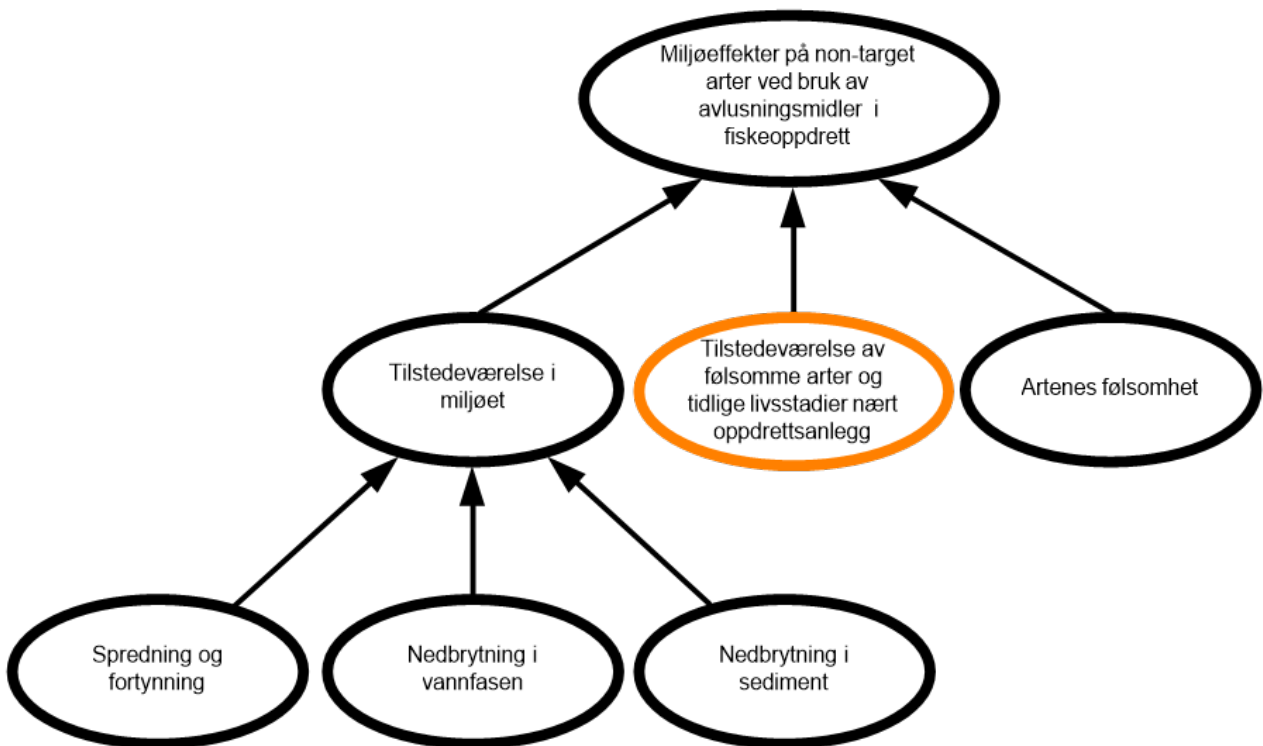 Miljøeffekter på non-target
arter ved bruk av
avlusningsmidler i
fiskeoppdrett
Tilstedeværelse i
miljøet
Tilstedeværelse av
følsomme arter og
tidlige livsstadier nært
oppdrettsanlegg
Artenes følsomhet
Spredning og
fortynning
Nedbrytning i
vannfasen
Nedbrytning i
sediment